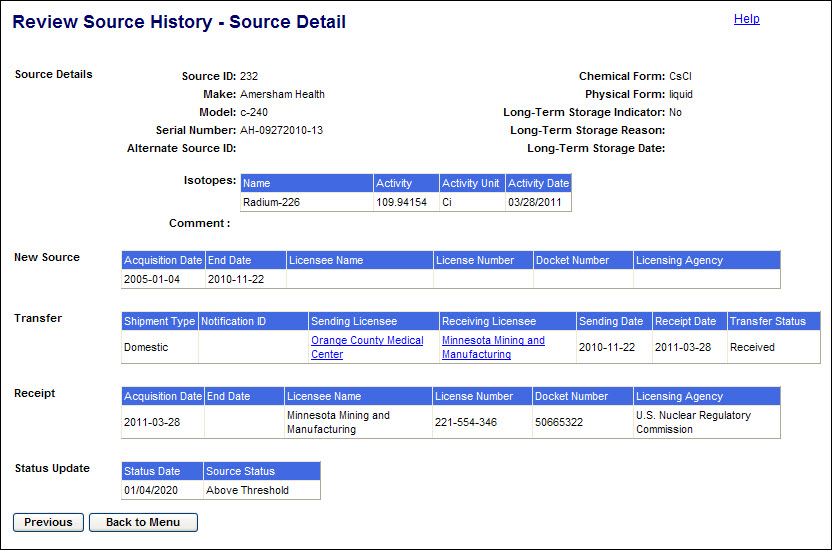 Review Source History - Source Detail
Help
Source Details
Source ID: 232
Chemical Form: CsCl
Make: Amersham Health
Physical Form: liquid
Model: c-240
Long-Term Storage Indicator: No
Serial Number: AH-09272010-13
Long-Term Storage Reason:
Alternate Source ID:
Long-Term Storage Date:
Isotopes:
Name Activity Activity Unit Activity Date
Radium-226 109.94154 Ci 03/28/2011
Comment :
New Source
Acquisition Date End Date Licensee Name License Number Docket Number Licensing Agency
2005-01-04 2010-11-22
Transfer
Shipment Type Notification ID Sending Licensee Receiving Licensee Sending Date Receipt Date Transfer Status
Domestic Orange County Medical Center Minnesota Mining and Manufacturing 2010-11-22 2011-03-28 Received
Receipt
Acquisition Date End Date Licensee Name License Number Docket Number Licensing Agency
2011-03-28 Minnesota Mining and Manufacturing 221-554-346 50665322 U.S. Nuclear Regulatory Commission
Status Update
Status Date Source Status
01/04/2020 Above Threshold
Previous Back to Menu